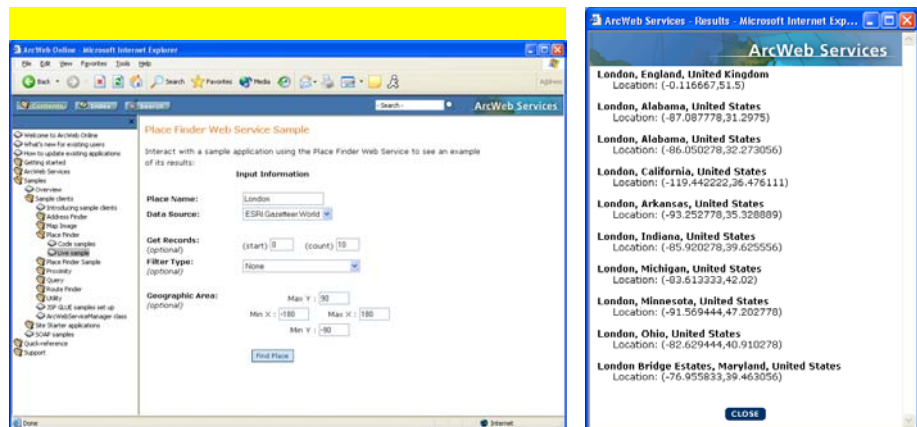 ArcWeb Online - Microsoft Internet Explorer
File Edit View Favorites Tools Help
Back Search Favorites Media Address
Contents Index Search - Search - ArcWeb Services
Welcome to ArcWeb Online
What's new for existing users
How to update existing applications
Getting started
ArcWeb Services
Samples
Overview
Sample clients
Introducing sample clients
Address Finder
Map Image
Place Finder
Code samples
Live sample
Place Finder Sample
Proximity
Query
Route Finder
Utility
JSP GLUE samples set up
ArcWebServiceManager class
Site Starter applications
SOAP samples
Quick-reference
Support
Place Finder Web Service Sample
Interact with a sample application using the Place Finder Web Service to see an example
of its results:
Input Information
Place Name: London
Data Source: ESRI Gazetteer World
Get Records: (start) 0 (count) 10
(optional)
Filter Type: None
(optional)
Geographic Area: Max Y : 90
(optional)
Min X : -180 Max X : 180
Min Y : -90
Find Place
Done Internet
ArcWeb Services - Results - Microsoft Internet Exp...
ArcWeb Services
London, England, United Kingdom
Location: (-0.116667,51.5)
London, Alabama, United States
Location: (-87.087778,31.2975)
London, Alabama, United States
Location: (-86.050278,32.273056)
London, California, United States
Location: (-119.442222,36.476111)
London, Arkansas, United States
Location: (-93.252778,35.328889)
London, Indiana, United States
Location: (-85.920278,39.625556)
London, Michigan, United States
Location: (-83.613333,42.02)
London, Minnesota, United States
Location: (-91.569444,47.202778)
London, Ohio, United States
Location: (-82.629444,40.910278)
London Bridge Estates, Maryland, United States
Location: (-76.955833,39.463056)
CLOSE